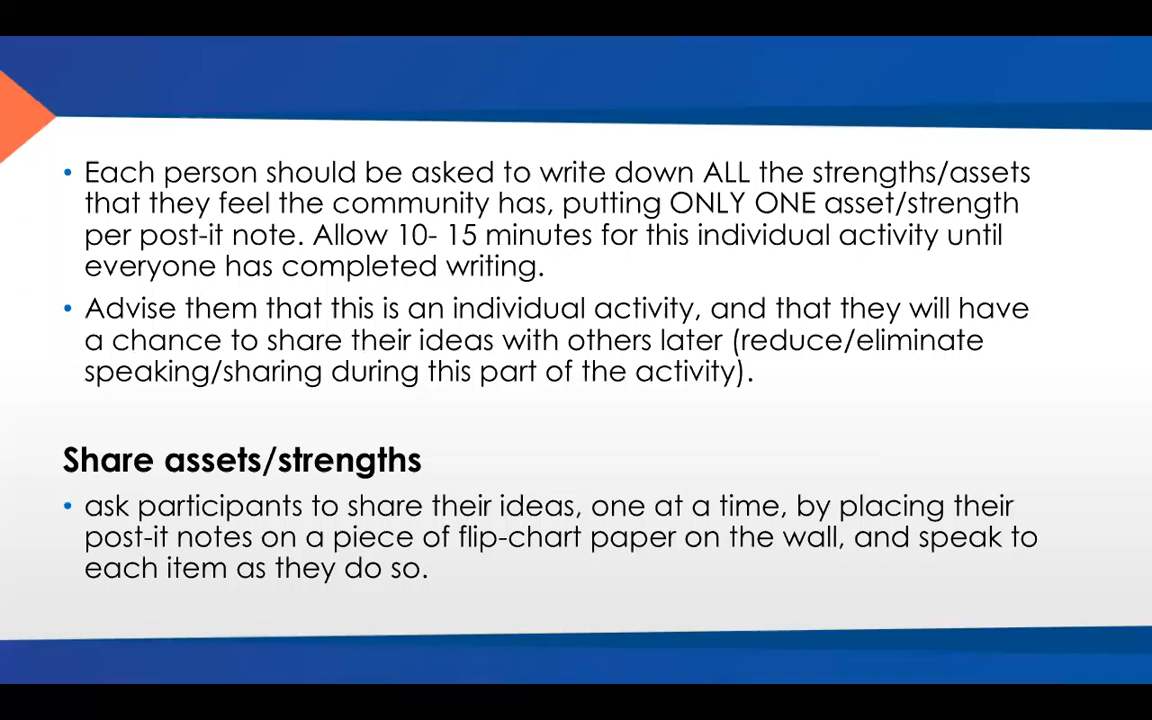 • Each person should be asked to write down ALL the strengths/assets
that they feel the community has, putting ONLY ONE asset/strength
per post-it note. Allow 10- 15 minutes for this individual activity until
everyone has completed writing.
• Advise them that this is an individual activity, and that they will have
a chance to share their ideas with others later (reduce/eliminate
speaking/sharing during this part of the activity).
Share assets/strengths
• ask participants to share their ideas, one at a time, by placing their
post-it notes on a piece of flip-chart paper on the wall, and speak to
each item as they do so.